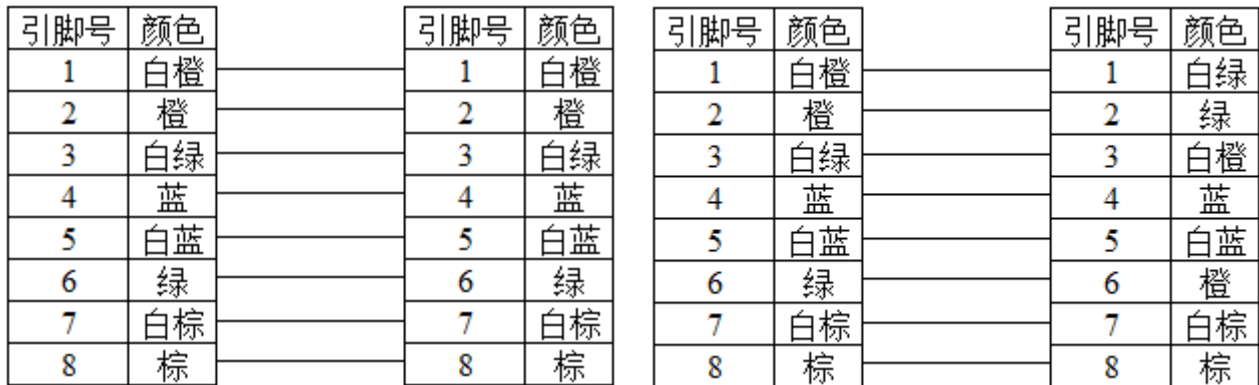 引脚号 颜色 引脚号 颜色 引脚号 颜色 引脚号 颜色
1 白橙 1 白橙 1 白橙 1 白绿
2 橙 2 橙 2 橙 2 绿
3 白绿 3 白绿 3 白绿 3 白橙
4 蓝 4 蓝 4 蓝 4 蓝
5 白蓝 5 白蓝 5 白蓝 5 白蓝
6 绿 6 绿 6 绿 6 橙
7 白棕 7 白棕 7 白棕 7 白棕
8 棕 8 棕 8 棕 8 棕